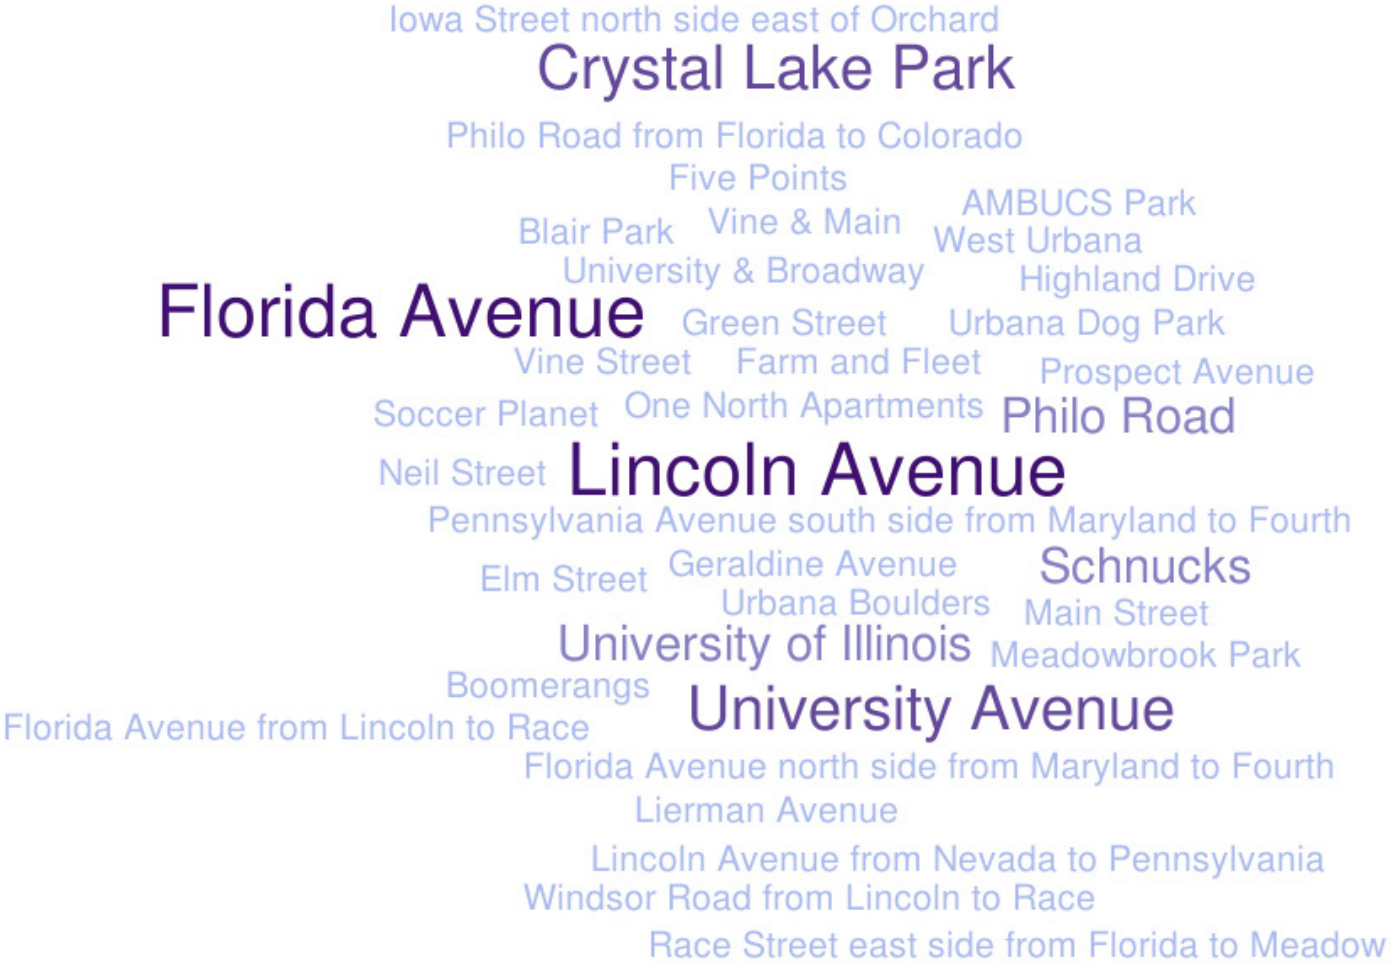 Iowa Street north side east of Orchard
Crystal Lake Park
Philo Road from Florida to Colorado
Five Points
AMBUCS Park
Blair Park
Vine & Main
West Urbana
University & Broadway
Highland Drive
Florida Avenue
Green Street
Urbana Dog Park
Vine Street
Farm and Fleet
Prospect Avenue
Soccer Planet
One North Apartments
Philo Road
Neil Street
Lincoln Avenue
Pennsylvania Avenue south side from Maryland to Fourth
Elm Street
Geraldine Avenue
Schnucks
Urbana Boulders
Main Street
University of Illinois
Meadowbrook Park
Boomerangs
University Avenue
Florida Avenue from Lincoln to Race
Florida Avenue north side from Maryland to Fourth
Lierman Avenue
Lincoln Avenue from Nevada to Pennsylvania
Windsor Road from Lincoln to Race
Race Street east side from Florida to Meadow